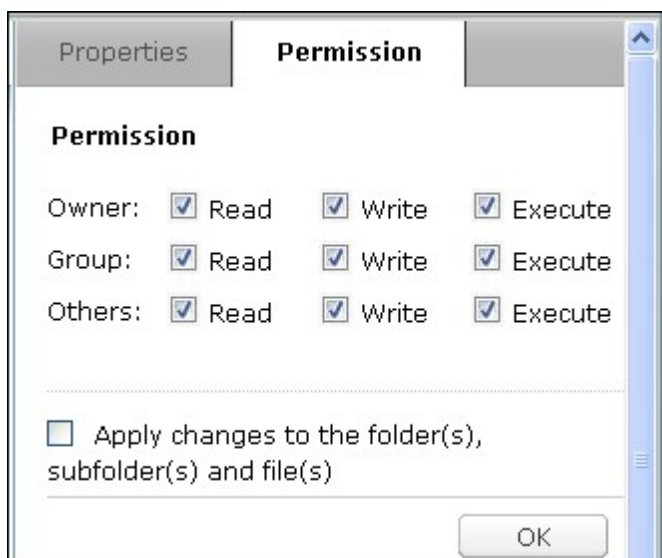 Properties Permission
Permission
Owner: Read Write Execute
Group: Read Write Execute
Others: Read Write Execute
Apply changes to the folder(s),
subfolder(s) and file(s)
OK